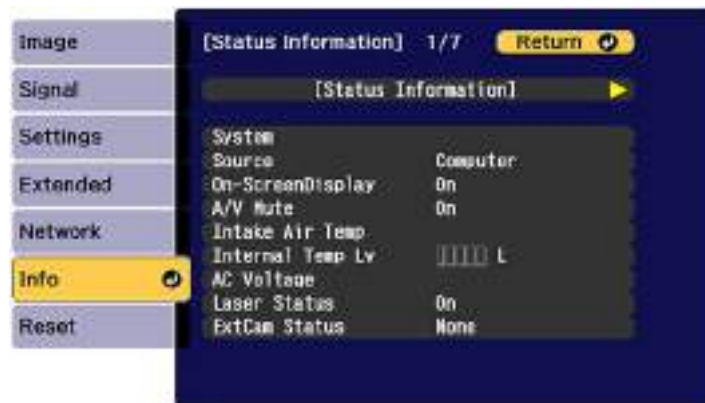 Image
Signal
Settings
Extended
Network
Info
Reset
[Status Information] 1/7 Return
[Status Information]
System
Source Computer
On-ScreenDisplay On
A/V Mute On
Intake Air Temp
Internal Temp Lv L
AC Voltage
Laser Status On
ExtCam Status None